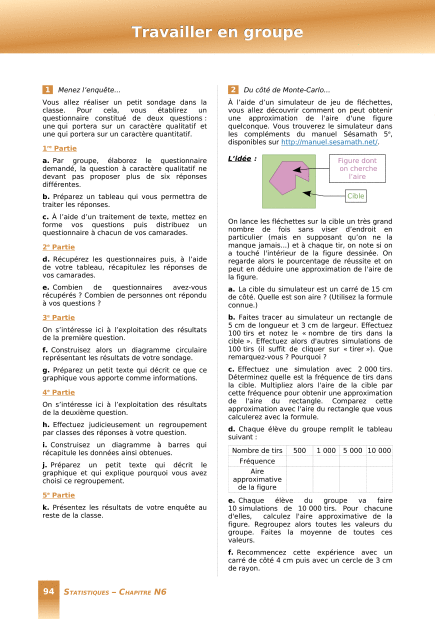 Travailler en groupe
1 Menez l'enquête...
Vous allez réaliser un petit sondage dans la
classe. Pour cela, vous établirez un
questionnaire constitué de deux questions :
une qui portera sur un caractère qualitatif et
une qui portera sur un caractère quantitatif.
1re Partie
a. Par groupe, élaborez le questionnaire
demandé, la question à caractère qualitatif ne
devant pas proposer plus de six réponses
différentes.
b. Préparez un tableau qui vous permettra de
traiter les réponses.
c. À l'aide d'un traitement de texte, mettez en
forme vos questions puis distribuez un
questionnaire à chacun de vos camarades.
2e Partie
d. Récupérez les questionnaires puis, à l'aide
de votre tableau, récapitulez les réponses de
vos camarades.
e. Combien de questionnaires avez-vous
récupérés ? Combien de personnes ont répondu
à vos questions ?
3e Partie
On s'intéresse ici à l'exploitation des résultats
de la première question.
f. Construisez alors un diagramme circulaire
représentant les résultats de votre sondage.
g. Préparez un petit texte qui décrit ce que ce
graphique vous apporte comme informations.
4e Partie
On s'intéresse ici à l'exploitation des résultats
de la deuxième question.
h. Effectuez judicieusement un regroupement
par classes des réponses à votre question.
i. Construisez un diagramme à barres qui
récapitule les données ainsi obtenues.
j. Préparez un petit texte qui décrit le
graphique et qui explique pourquoi vous avez
choisi ce regroupement.
5e Partie
k. Présentez les résultats de votre enquête au
reste de la classe.
2 Du côté de Monte-Carlo...
À l'aide d'un simulateur de jeu de fléchettes,
vous allez découvrir comment on peut obtenir
une approximation de l'aire d'une figure
quelconque. Vous trouverez le simulateur dans
les compléments du manuel Sésamath 5e,
disponibles sur http://manuel.sesamath.net/.
L'idée :
Figure dont
on cherche
l'aire
Cible
On lance les fléchettes sur la cible un très grand
nombre de fois sans viser d'endroit en
particulier (mais en supposant qu'on ne la
manque jamais...) et à chaque tir, on note si on
a touché l'intérieur de la figure dessinée. On
regarde alors le pourcentage de réussite et on
peut en déduire une approximation de l'aire de
la figure.
a. La cible du simulateur est un carré de 15 cm
de côté. Quelle est son aire ? (Utilisez la formule
connue.)
b. Faites tracer au simulateur un rectangle de
5 cm de longueur et 3 cm de largeur. Effectuez
100 tirs et notez le « nombre de tirs dans la
cible ». Effectuez alors d'autres simulations de
100 tirs (il suffit de cliquer sur « tirer »). Que
remarquez-vous ? Pourquoi ?
c. Effectuez une simulation avec 2 000 tirs.
Déterminez quelle est la fréquence de tirs dans
la cible. Multipliez alors l'aire de la cible par
cette fréquence pour obtenir une approximation
de l'aire du rectangle. Comparez cette
approximation avec l'aire du rectangle que vous
calculerez avec la formule.
d. Chaque élève du groupe remplit le tableau
suivant :
Nombre de tirs 500 1 000 5 000 10 000
Fréquence
Aire
approximative
de la figure
e. Chaque élève du groupe va faire
10 simulations de 10 000 tirs. Pour chacune
d'elles, calculez l'aire approximative de la
figure. Regroupez alors toutes les valeurs du
groupe. Faites la moyenne de toutes ces
valeurs.
f. Recommencez cette expérience avec un
carré de côté 4 cm puis avec un cercle de 3 cm
de rayon.
94 Statistiques – Chapitre N6